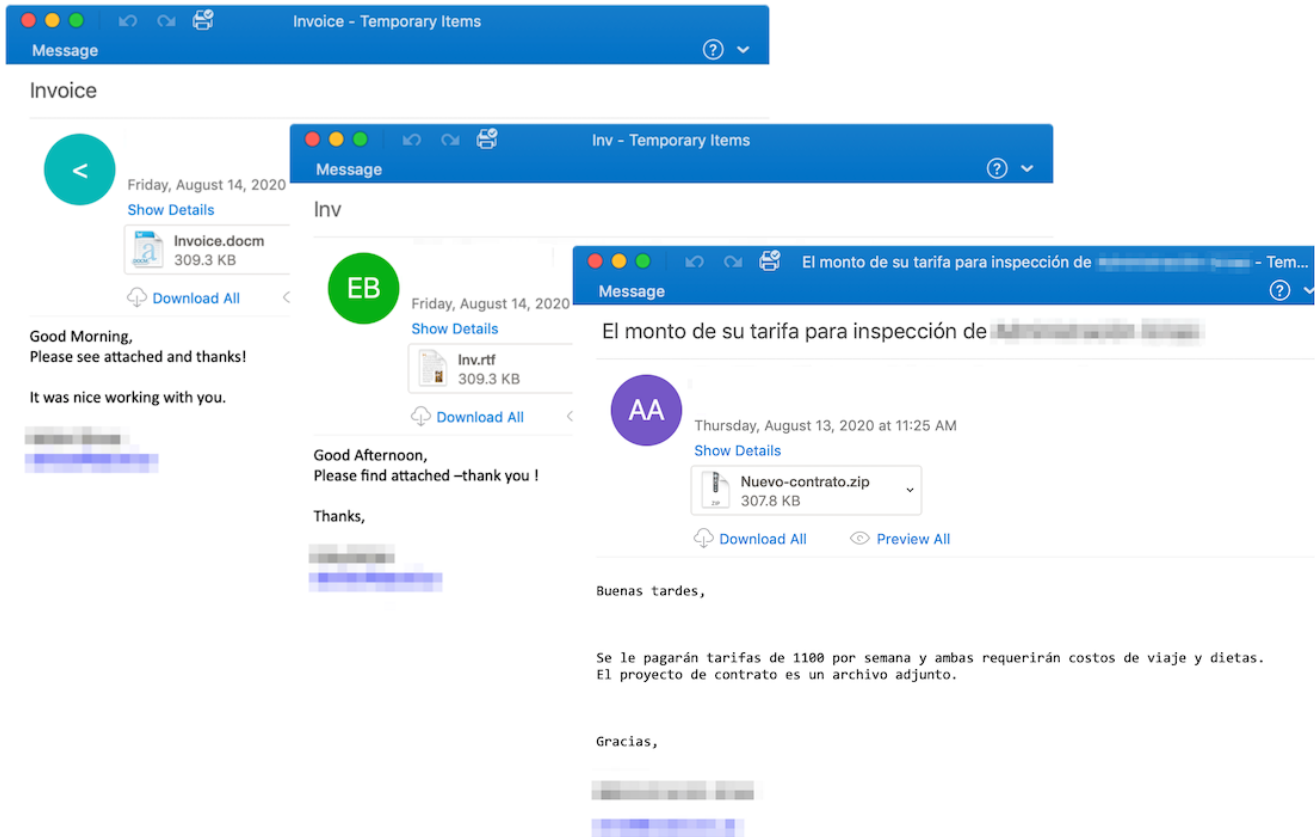 Invoice - Temporary Items
Message
?
Invoice
<
Friday, August 14, 2020
Show Details
Invoice.docm
309.3 KB
Download All
Good Morning,
Please see attached and thanks!
It was nice working with you.
Inv - Temporary Items
Message
?
Inv
EB
Friday, August 14, 2020
Show Details
Inv.rtf
309.3 KB
Download All
Good Afternoon,
Please find attached –thank you !
Thanks,
El monto de su tarifa para inspección de - Tem...
Message
?
El monto de su tarifa para inspección de
AA
Thursday, August 13, 2020 at 11:25 AM
Show Details
Nuevo-contrato.zip
307.8 KB
Download All Preview All
Buenas tardes,
Se le pagarán tarifas de 1100 por semana y ambas requerirán costos de viaje y dietas.
El proyecto de contrato es un archivo adjunto.
Gracias,